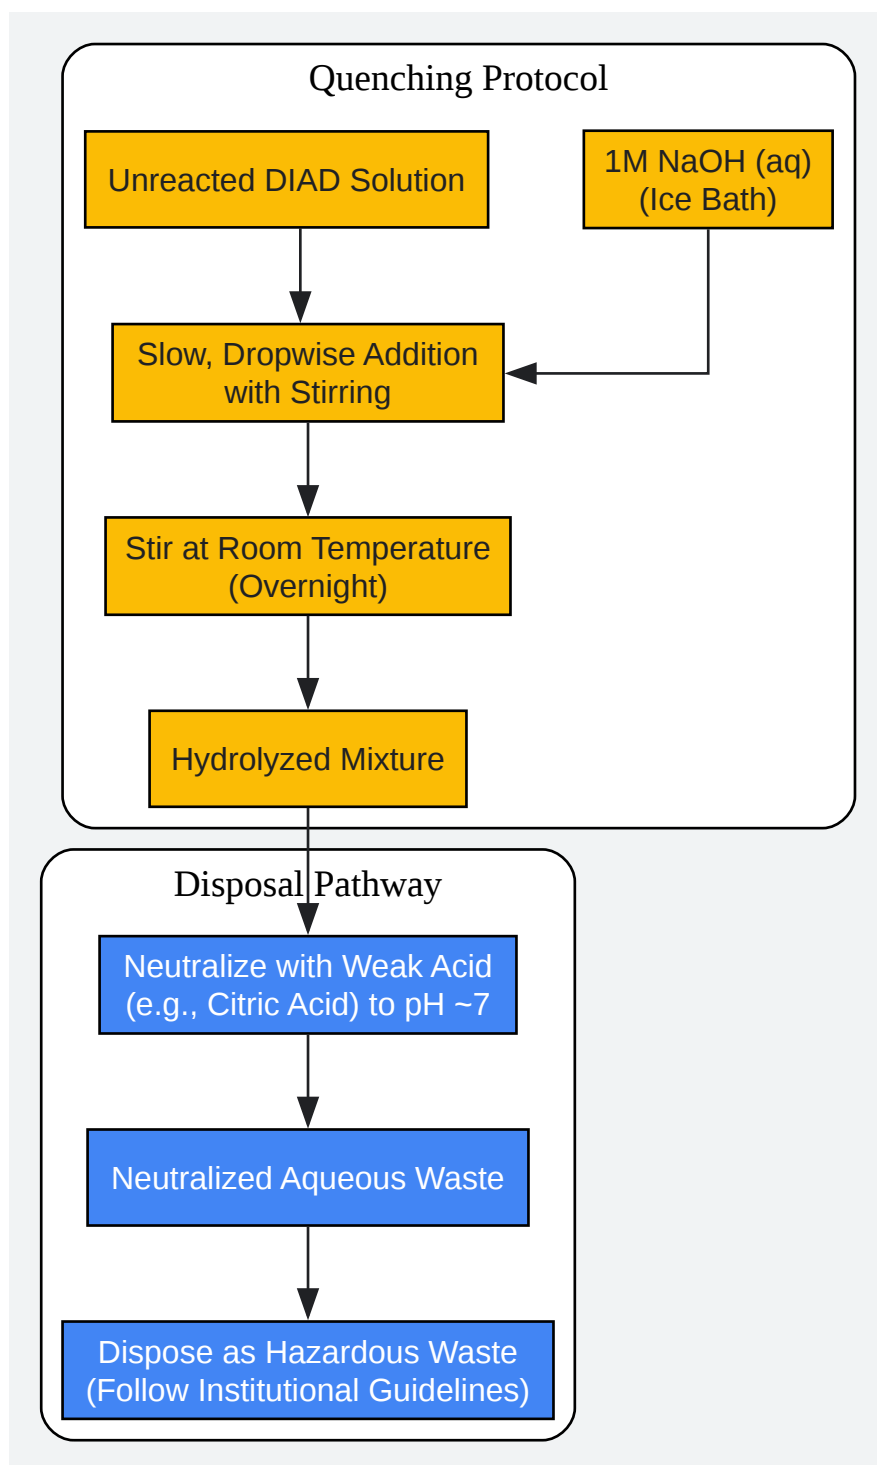 Quenching Protocol
Unreacted DIAD Solution
1M NaOH (aq)
(Ice Bath)
Slow, Dropwise Addition
with Stirring
Stir at Room Temperature
(Overnight)
Hydrolyzed Mixture
Disposal Pathway
Neutralize with Weak Acid
(e.g., Citric Acid) to pH ~7
Neutralized Aqueous Waste
Dispose as Hazardous Waste
(Follow Institutional Guidelines)